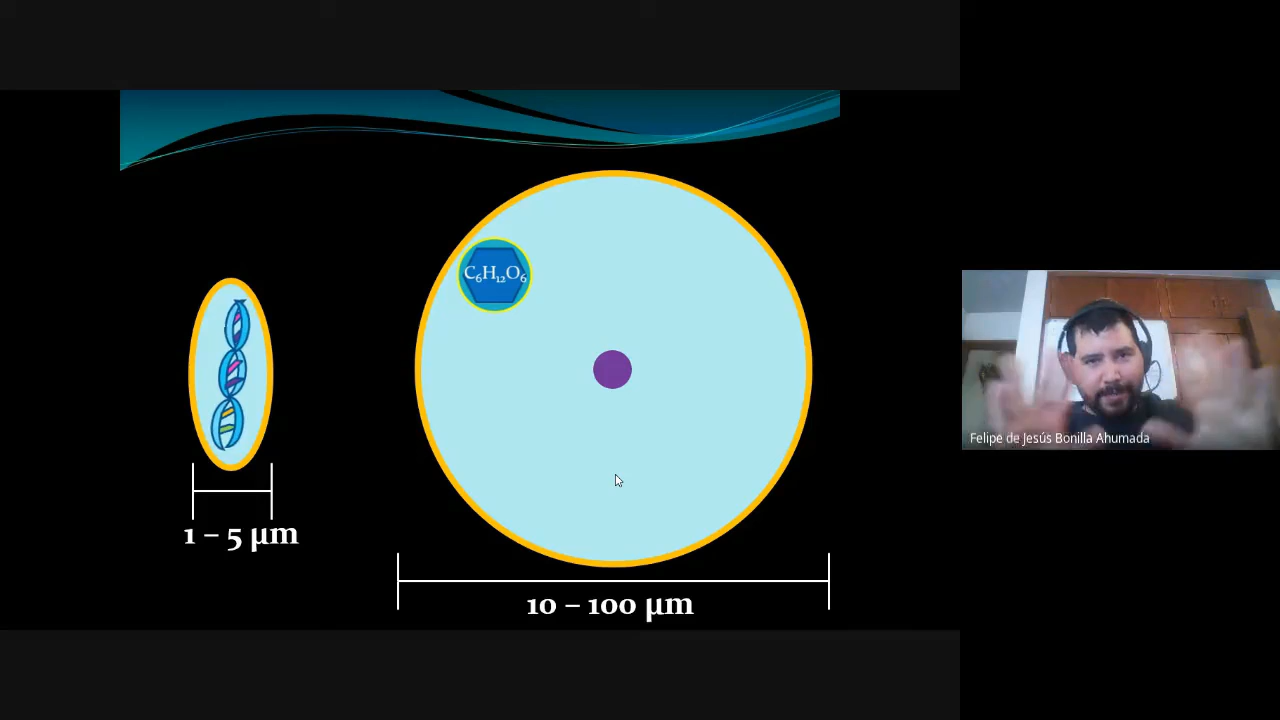 C₆H₁₂O₆
1 – 5 µm
10 – 100 µm
Felipe de Jesús Bonilla Ahumada